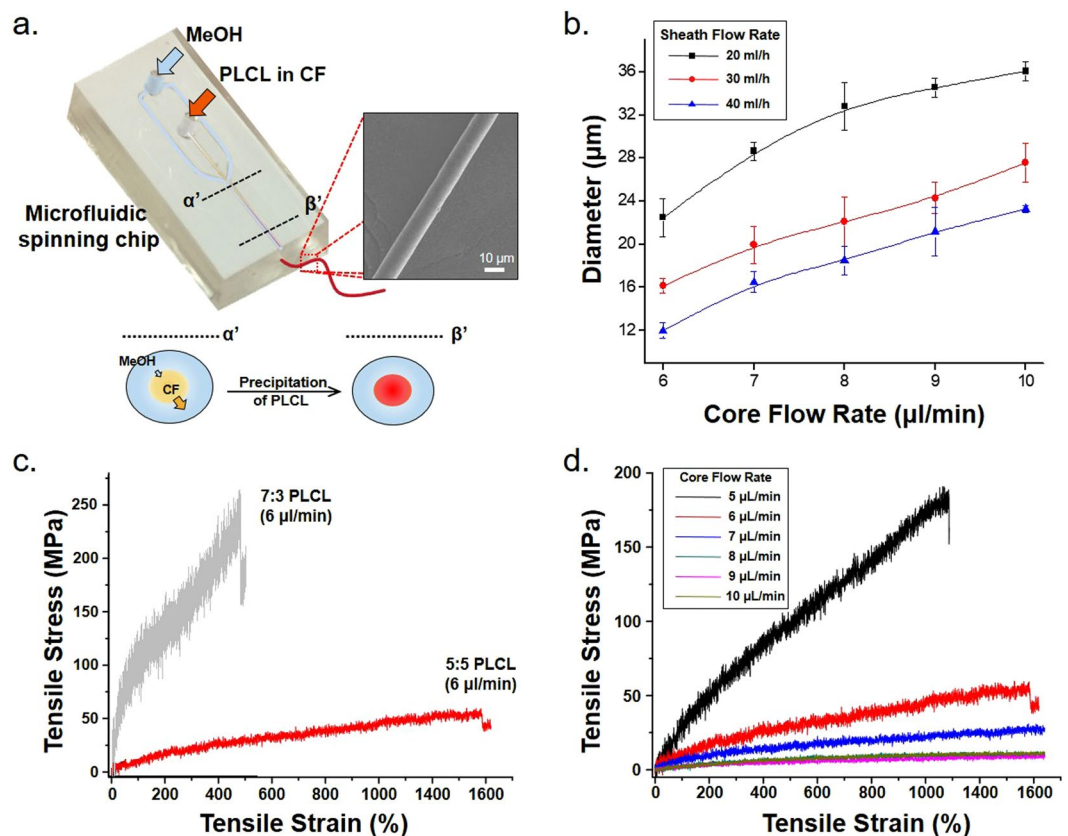 a.
MeOH
PLCL in CF
α'
β'
Microfluidic
spinning chip
10 µm
α'
β'
MeOH
CF
Precipitation
of PLCL
b.
Sheath Flow Rate
20 ml/h
30 ml/h
40 ml/h
36
32
28
24
20
16
12
Diameter (µm)
6 7 8 9 10
Core Flow Rate (µl/min)
c.
7:3 PLCL
(6 µl/min)
5:5 PLCL
(6 µl/min)
250
200
150
100
50
0
Tensile Stress (MPa)
0 200 400 600 800 1000 1200 1400 1600
Tensile Strain (%)
d.
Core Flow Rate
5 µL/min
6 µL/min
7 µL/min
8 µL/min
9 µL/min
10 µL/min
200
150
100
50
0
Tensile Stress (MPa)
0 200 400 600 800 1000 1200 1400 1600
Tensile Strain (%)